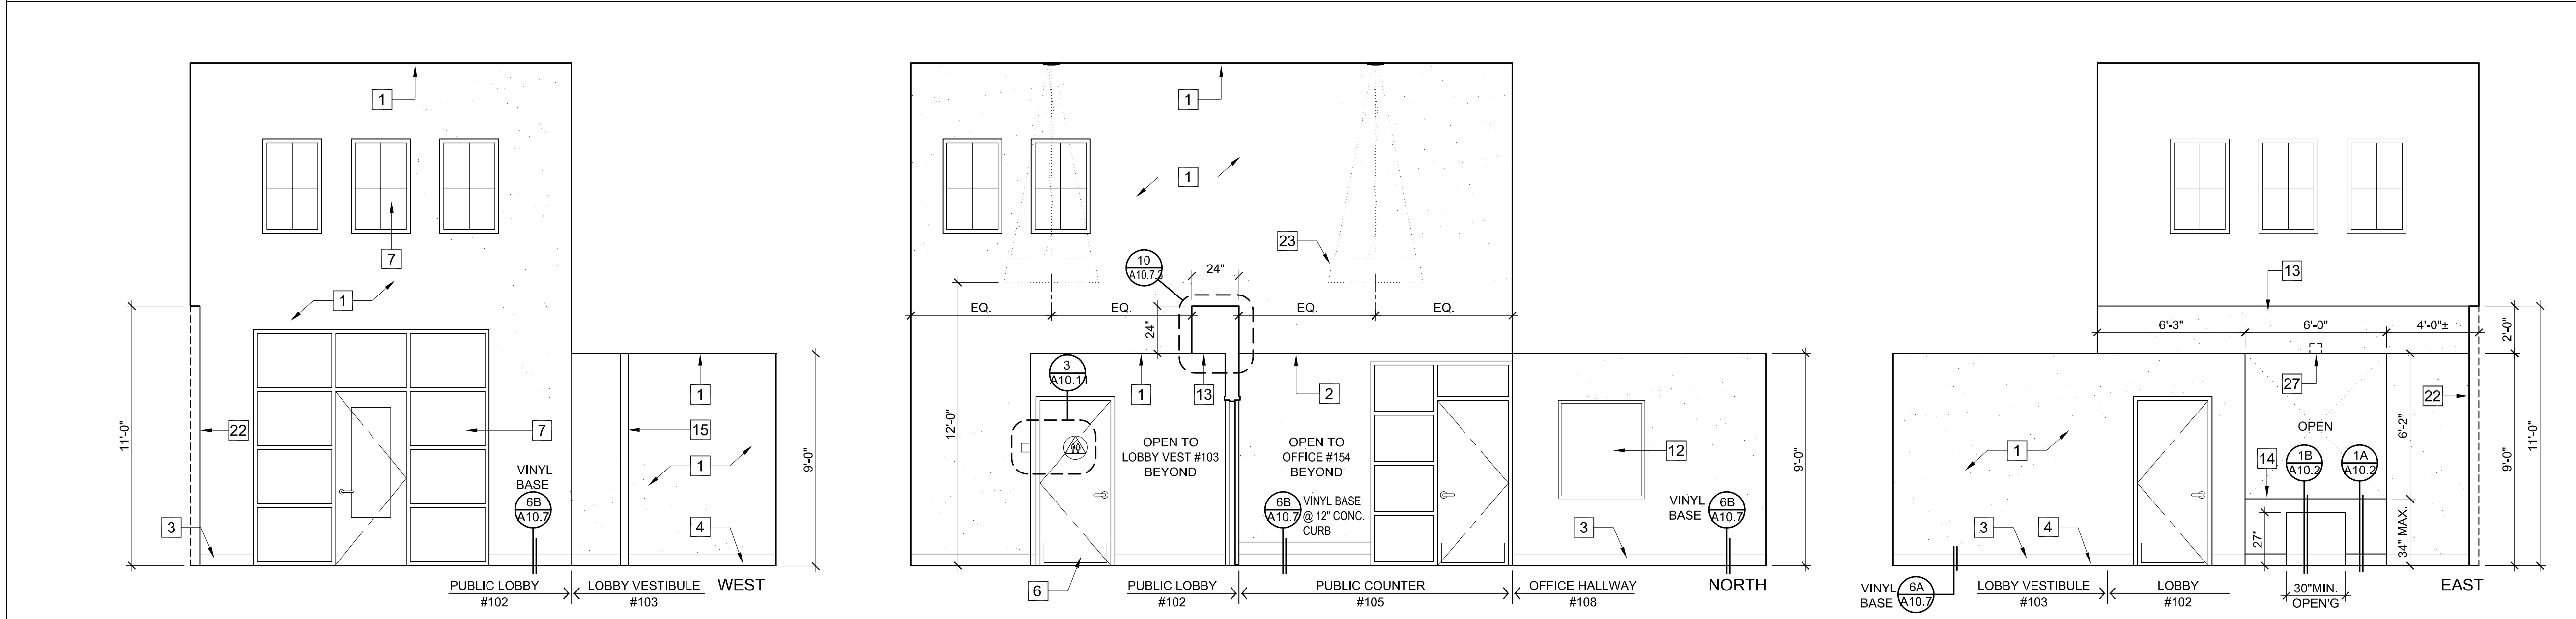 1
7
1
11'-0"
22
7
1
15
1
9'-0"
VINYL
BASE
6B
A10.7
3
4
PUBLIC LOBBY
#102
LOBBY VESTIBULE
#103
WEST
1
1
23
10
A10.7.3
24"
EQ.
EQ.
EQ.
EQ.
24"
12'-0"
3
A10.11
1
13
2
OPEN TO
LOBBY VEST #103
BEYOND
OPEN TO
OFFICE #154
BEYOND
12
9'-0"
6B
A10.7
VINYL BASE
@ 12" CONC.
CURB
VINYL
BASE
6B
A10.7
3
6
PUBLIC LOBBY
#102
PUBLIC COUNTER
#105
OFFICE HALLWAY
#108
NORTH
13
6'-3"
6'-0"
4'-0"±
2'-0"
27
22
OPEN
6'-2"
9'-0"
11'-0"
1
14
1B
A10.2
1A
A10.2
3
4
27"
34" MAX.
VINYL
BASE
6A
A10.7
LOBBY VESTIBULE
#103
LOBBY
#102
30"MIN.
OPEN'G
EAST